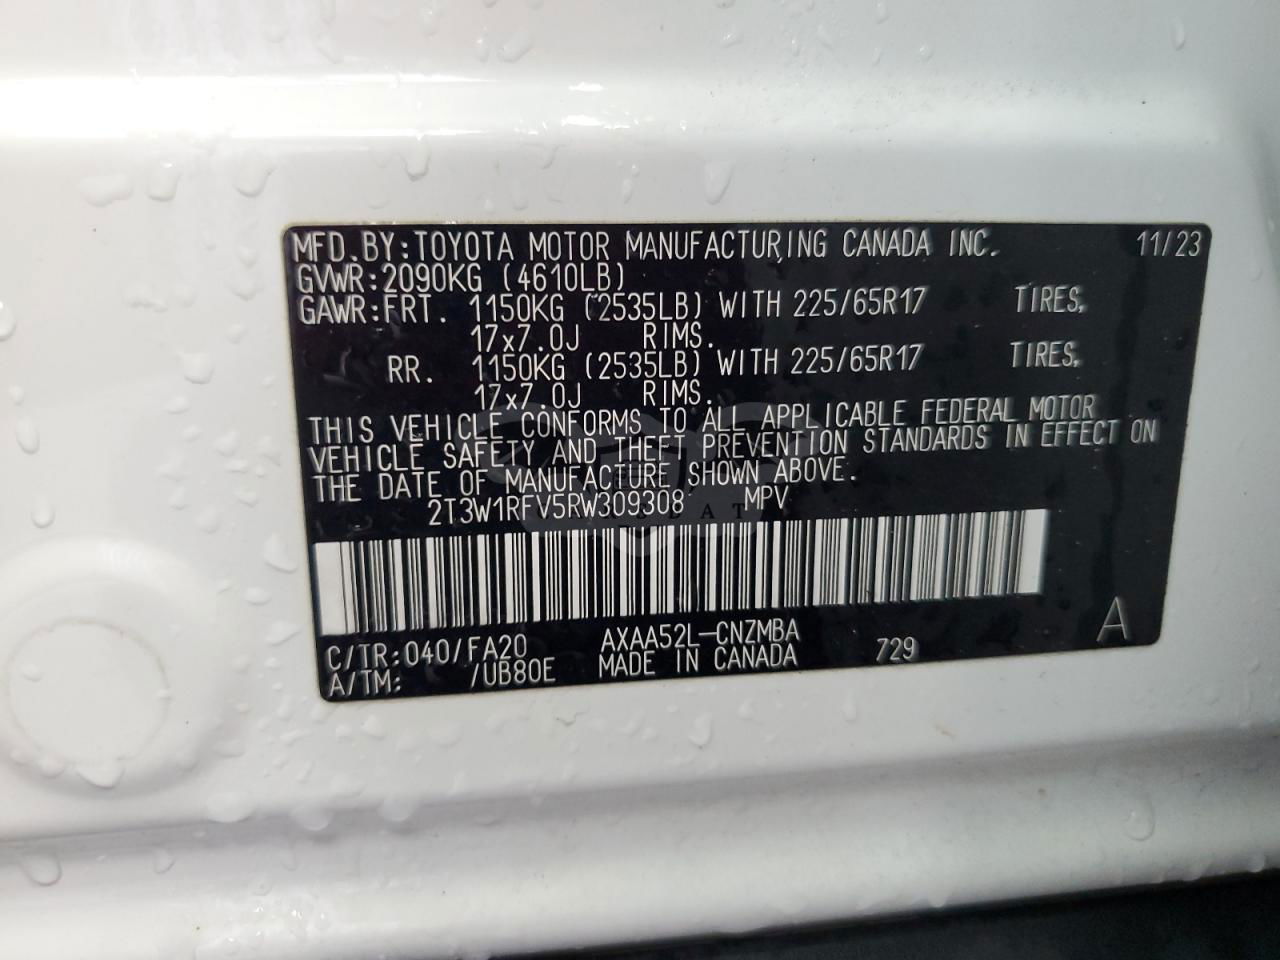 MFD.BY:TOYOTA MOTOR MANUFACTURING CANADA INC. 11/23
GVWR:2090KG (4610LB)
GAWR:FRT. 1150KG (2535LB) WITH 225/65R17 TIRES,
17x7.0J RIMS.
RR. 1150KG (2535LB) WITH 225/65R17 TIRES,
17x7.0J RIMS.
THIS VEHICLE CONFORMS TO ALL APPLICABLE FEDERAL MOTOR
VEHICLE SAFETY AND THEFT PREVENTION STANDARDS IN EFFECT ON
THE DATE OF MANUFACTURE SHOWN ABOVE.
2T3W1RFV5RW309308 MPV
C/TR:040/FA20 AXAA52L-CNZMBA 729 A
A/TM: /UB80E MADE IN CANADA